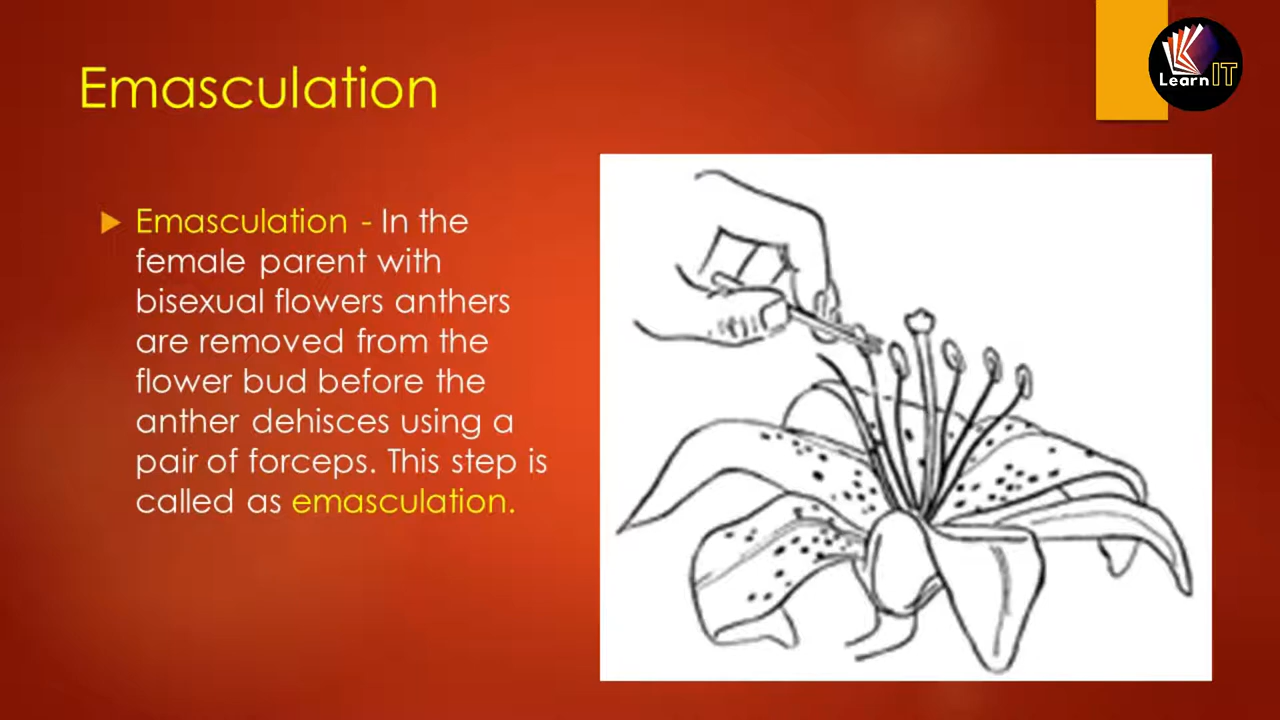 Emasculation
Learn IT
Emasculation - In the
female parent with
bisexual flowers anthers
are removed from the
flower bud before the
anther dehisces using a
pair of forceps. This step is
called as emasculation.